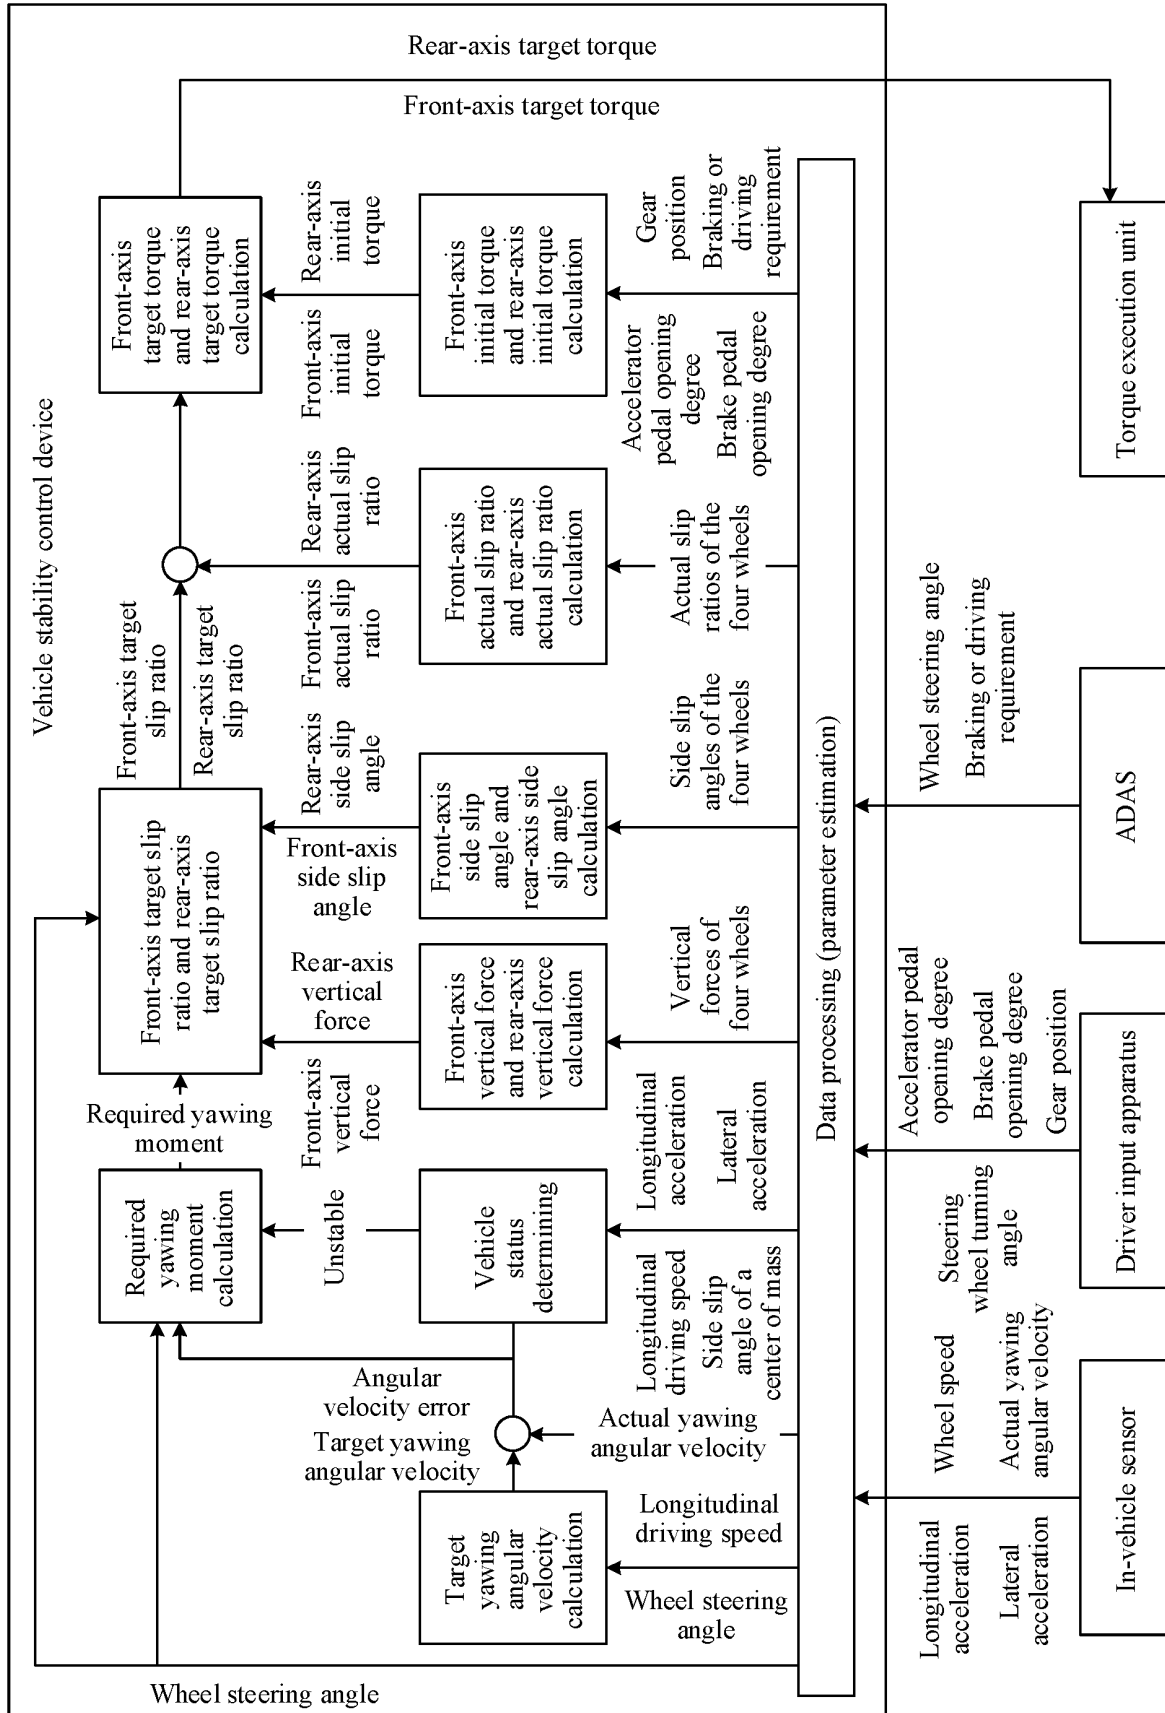 Vehicle stability control device
Rear-axis target torque
Front-axis target torque
Front-axis
target torque
and rear-axis
target torque
calculation
Rear-axis
initial
torque
Front-axis
initial
torque
Front-axis
initial torque
and rear-axis
initial torque
calculation
Gear
position
Braking or
driving
requirement
Accelerator
pedal opening
degree
Brake pedal
opening degree
Torque execution unit
Front-axis target
slip ratio
Rear-axis target
slip ratio
Rear-axis
actual slip
ratio
Front-axis
actual slip
ratio
Front-axis
actual slip ratio
and rear-axis
actual slip ratio
calculation
Actual slip
ratios of the
four wheels
Front-axis target slip
ratio and rear-axis
target slip ratio
Rear-axis
side slip
angle
Front-axis
side slip
angle
Front-axis
side slip
angle and
rear-axis side
slip angle
calculation
Side slip
angles of the
four wheels
Wheel steering angle
Braking or driving
requirement
ADAS
Rear-axis
vertical
force
Front-axis
vertical
force
Front-axis
vertical force
and rear-axis
vertical force
calculation
Vertical
forces of
four wheels
Data processing (parameter estimation)
Required yawing
moment
Required
yawing
moment
calculation
Unstable
Vehicle
status
determining
Longitudinal
acceleration
Lateral
acceleration
Longitudinal
driving speed
Side slip
angle of a
center of mass
Accelerator pedal
opening degree
Brake pedal
opening degree
Gear position
Steering
wheel turning
angle
Driver input apparatus
Angular
velocity error
Target yawing
angular velocity
Actual yawing
angular velocity
Target
yawing
angular
velocity
calculation
Longitudinal
driving speed
Wheel steering
angle
Wheel speed
Actual yawing
angular velocity
Longitudinal
acceleration
Lateral
acceleration
In-vehicle sensor
Wheel steering angle